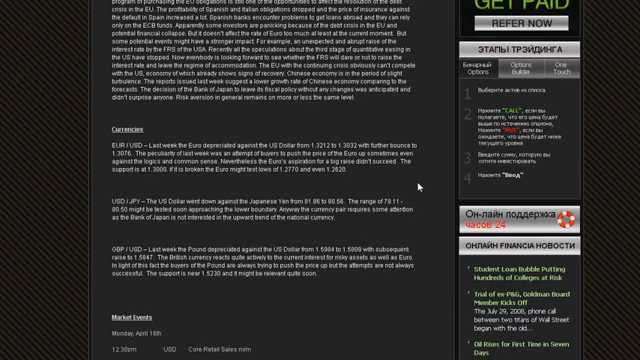 program of purchasing the EU obligations is still one of the opportunities to affect the resolution of the debt
crisis in the EU. The profitability of Spanish and Italian obligations dropped and the price of insurance against
the default in Spain increased a lot. Spanish banks encounter problems to get loans abroad and they can rely
only on the ECB funds. Apparently some investors are panicking because of the debt crisis in the EU and
potential financial collapse. But it doesn't affect the rate of Euro too much at least at the current moment. But
some potential events might have a stronger impact. For example, an unexpected and abrupt raise of the
interest rate by the FRS of the USA. Recently all the speculations about the third stage of quantitative easing in
the US have stopped. Now everybody is looking forward to see whether the FRS will dare or not to raise the
interest rate and leave the regime of accommodation. The EU with the continuing crisis obviously can't compete
with the US, economy of which already shows signs of recovery. Chinese economy is in the period of slight
turbulence. The reports issued last week suggest a lower growth rate of Chinese economy compared to the
forecasts. The decision of the Bank of Japan to leave its fiscal policy without any changes was anticipated and
didn't surprise anyone. Risk aversion in general remains on more or less the same level.
Currencies
EUR / USD – Last week the Euro depreciated against the US Dollar from 1.3212 to 1.3032 with further bounce to
1.3076. The peculiarity of last week was an attempt of buyers to push the price of the Euro up sometimes even
against the logics and common sense. Nevertheless the Euro's aspiration for a big raise didn't succeed. The
support is at 1.3000. If it is broken the Euro might test lows of 1.2770 and even 1.2620.
USD / JPY – The US Dollar went down against the Japanese Yen from 81.86 to 80.56. The range of 79.11 -
80.50 might be tested soon approaching the lower boundary. Anyway the currency pair requires some attention
as the Bank of Japan is not interested in the upward trend of the national currency.
GBP / USD – Last week the Pound depreciated against the US Dollar from 1.5984 to 1.5808 with subsequent
raise to 1.5847. The British currency reacts quite actively to the current interest for risky assets as well as Euro.
In light of this fact the buyers of the Pound are always trying to push the price up but the attempts are not always
successful. The support is near 1.5230 and it might be relevant quite soon.
Market Events
Monday, April 16th
12:30pm USD Core Retail Sales m/m
GET PAID
REFER NOW
ЭТАПЫ ТРЭЙДИНГА
Бинарный Опционы
Options Builder
One Touch
1 Выберите актив из списка
2 Нажмите "CALL", если вы
полагаете, что его цена будет
выше по истечению опциона,
Нажмите "PUT", если вы
ожидаете, что цена будет ниже
текущего уровня
3 Введите сумму, которую вы
хотите инвестировать
4 Нажмите "Ввод"
Он-лайн поддержка
часов 24
ОНЛАЙН FINANCIA НОВОСТИ
Student Loan Bubble Putting
Hundreds of Colleges at Risk
Trial of ex-P&G, Goldman Board
Member Kicks Off
The July 29, 2008, phone call
between two titans of Wall Street
began with the old...
Oil Rises for First Time in Seven
Days